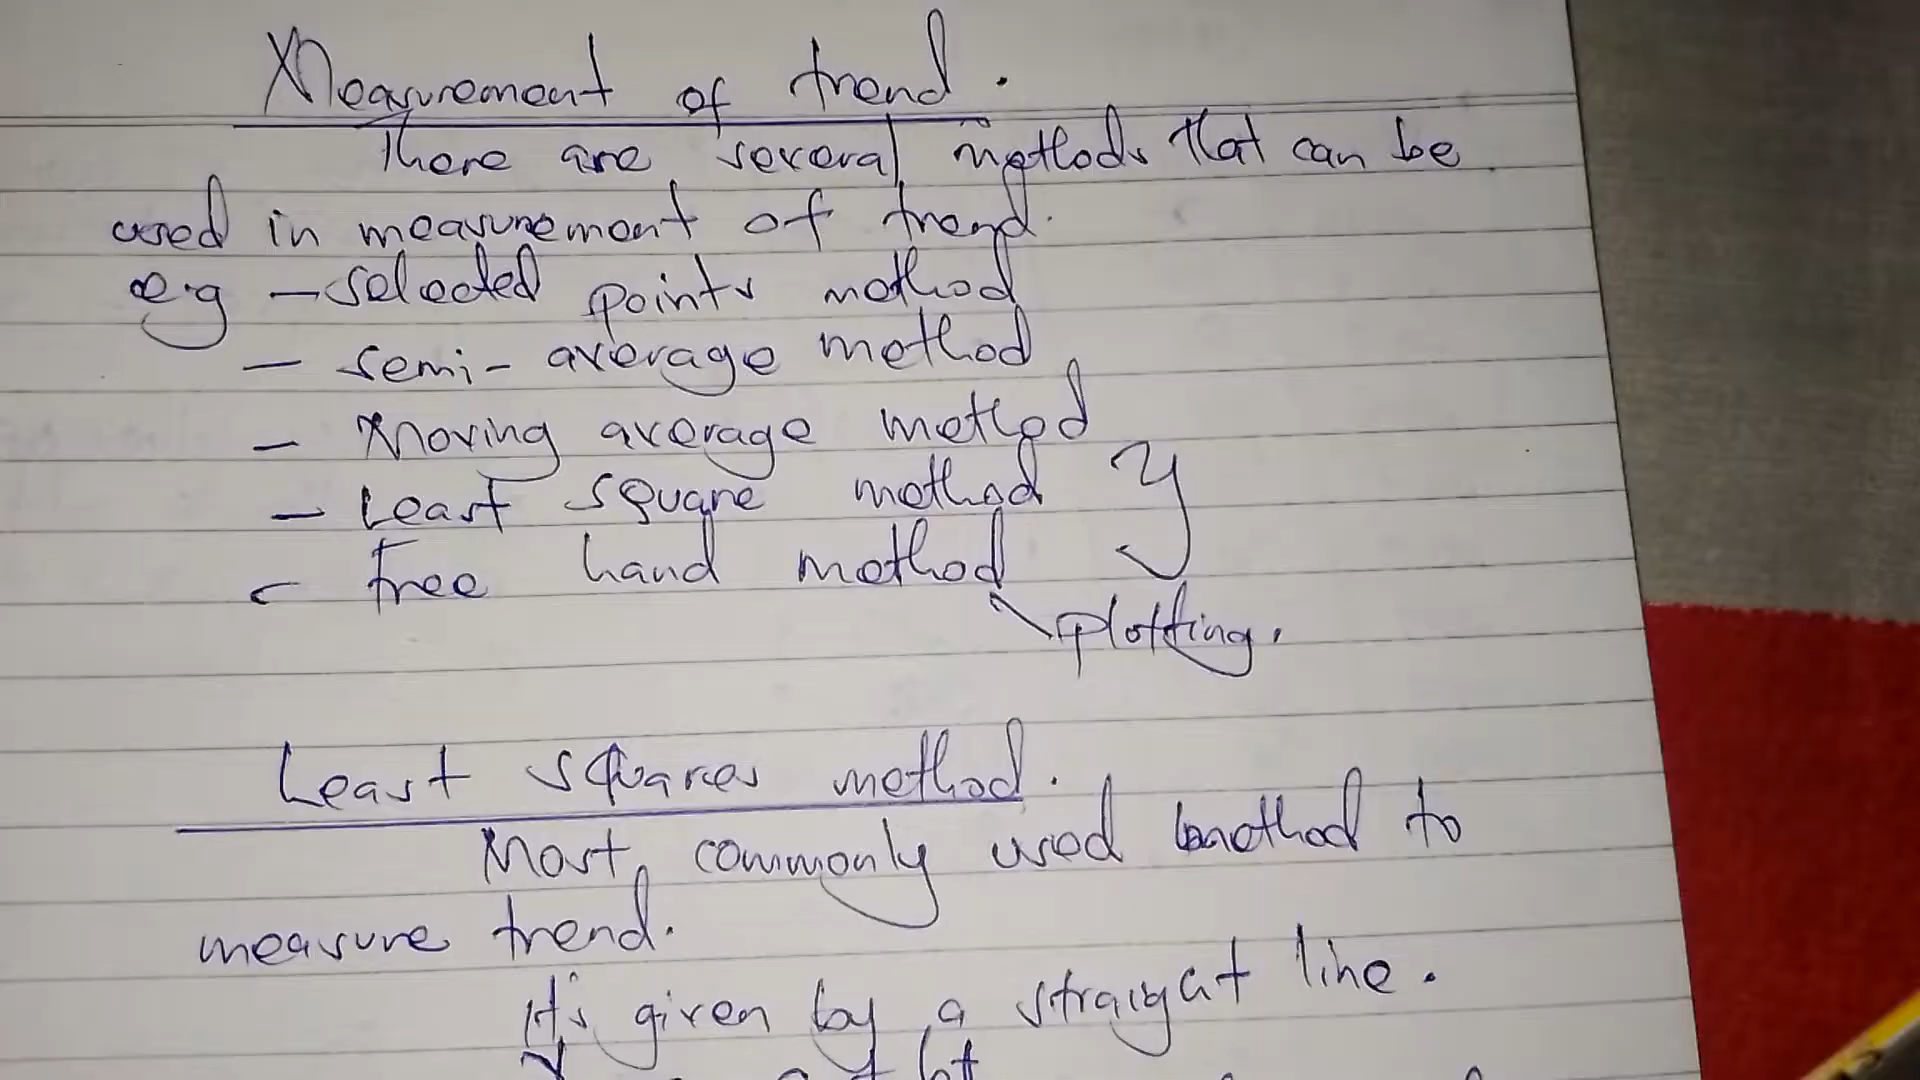 Measurement of trend.
There are several methods that can be
used in measurement of trend.
e.g - selected points method
- semi-average method
- Moving average method
- Least square method }
- Free hand method
plotting.
Least squares method.
Most commonly used method to
measure trend.
It's given by a straight line.